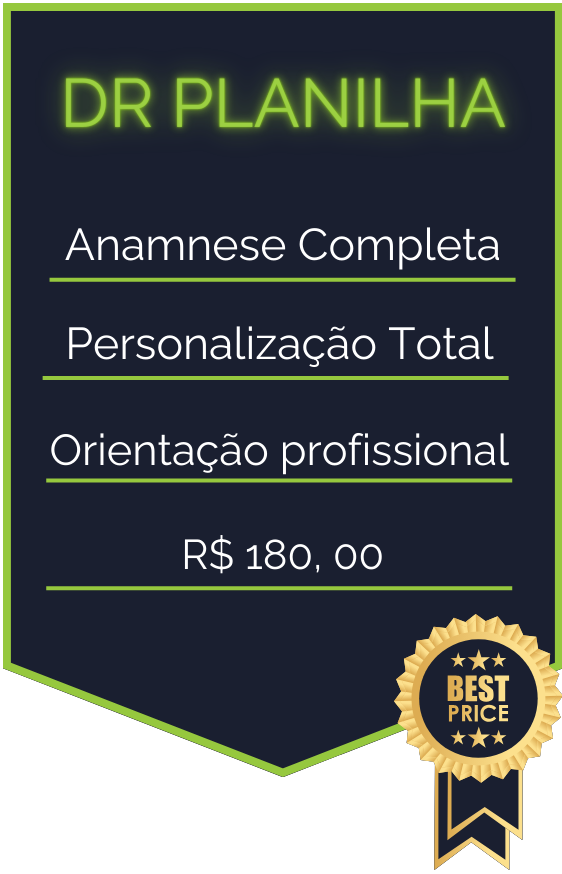 DR PLANILHA
Anamnese Completa
Personalização Total
Orientação profissional
R$ 180, 00
BEST
PRICE